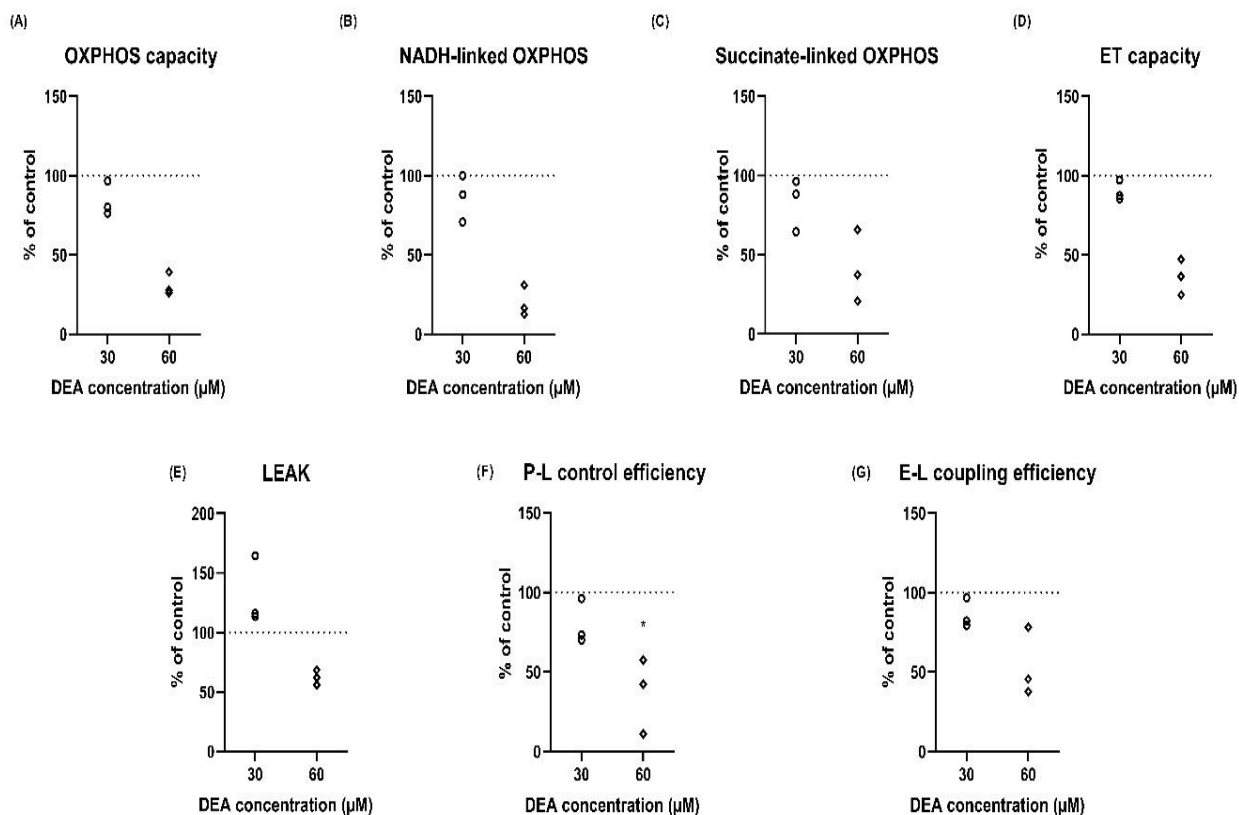 (A)
OXPHOS capacity
150
100
50
0
% of control
30 60
DEA concentration (µM)
(B)
NADH-linked OXPHOS
150
100
50
0
% of control
30 60
DEA concentration (µM)
(C)
Succinate-linked OXPHOS
150
100
50
0
% of control
30 60
DEA concentration (µM)
(D)
ET capacity
150
100
50
0
% of control
30 60
DEA concentration (µM)
(E)
LEAK
200
150
100
50
0
% of control
30 60
DEA concentration (µM)
(F)
P-L control efficiency
150
100
50
0
% of control
*
30 60
DEA concentration (µM)
(G)
E-L coupling efficiency
150
100
50
0
% of control
30 60
DEA concentration (µM)